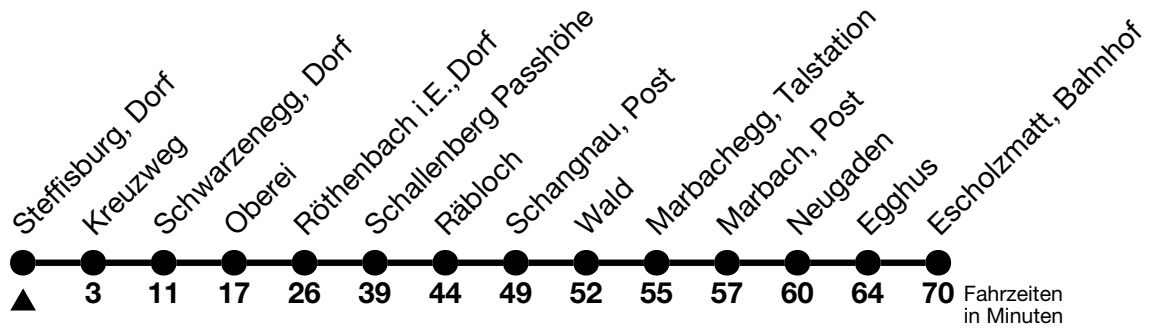 Steffisburg, Dorf
Kreuzweg
Schwarzenegg, Dorf
Oberei
Röthenbach i.E.,Dorf
Schallenberg Passhöhe
Räbloch
Schangnau, Post
Wald
Marbachegg, Talstation
Marbach, Post
Neugaden
Egghus
Escholzmatt, Bahnhof
3 11 17 26 39 44 49 52 55 57 60 64 70 Fahrzeiten
in Minuten